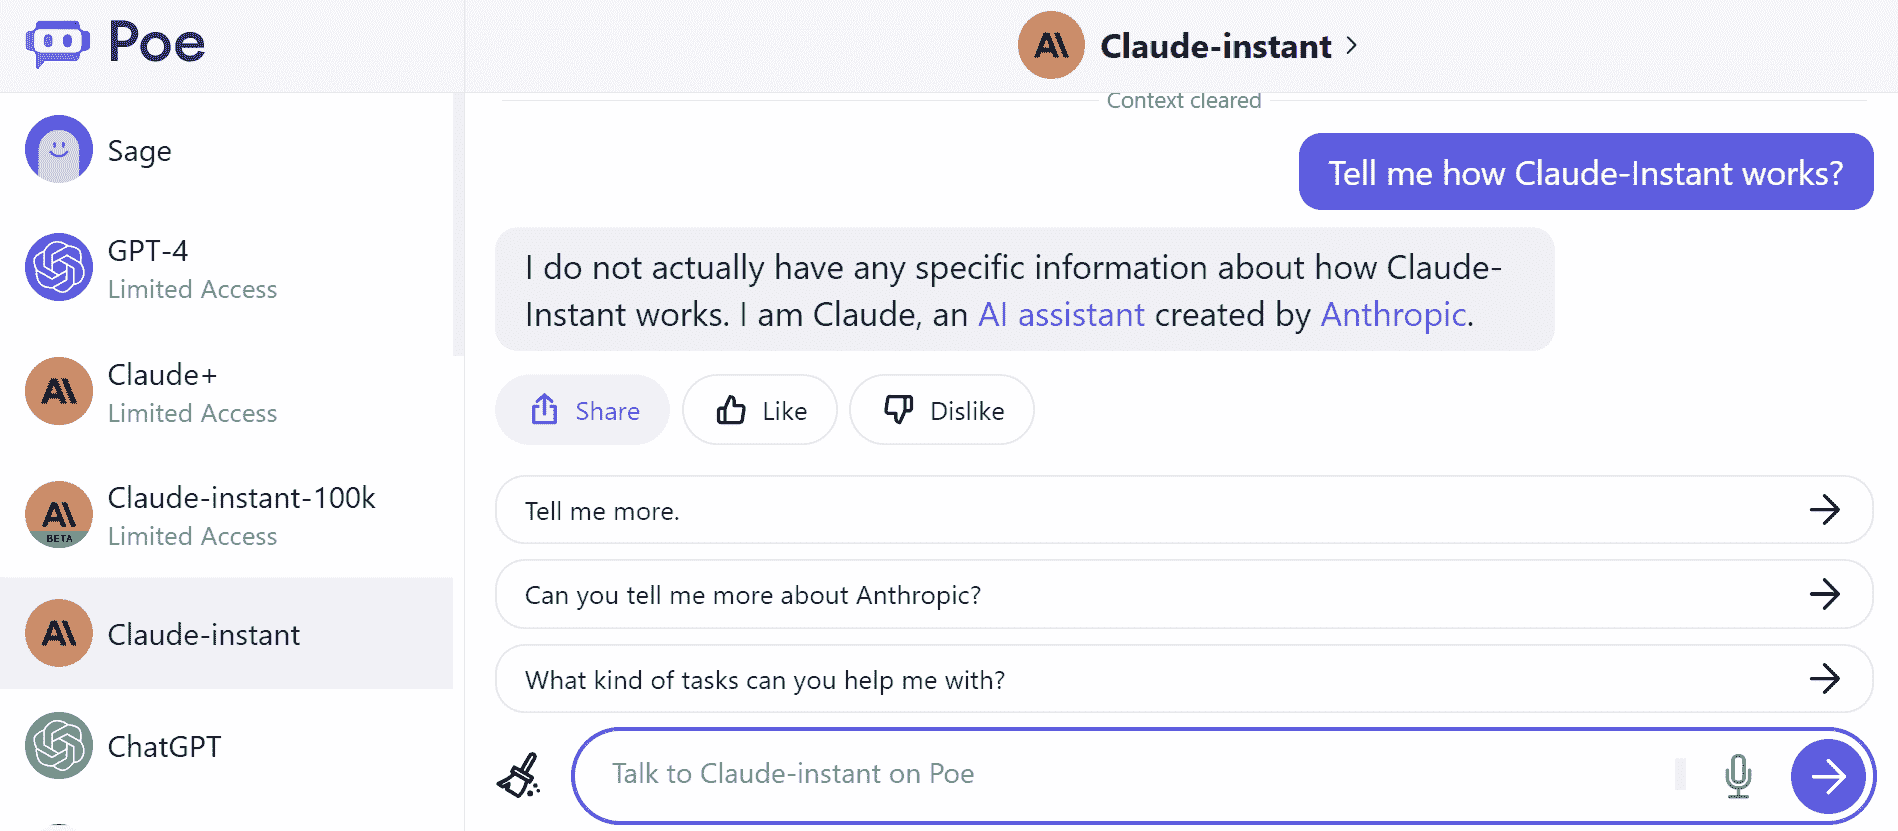 Poe
Claude-instant
Sage
GPT-4
Limited Access
Claude+
Limited Access
BETA
Claude-instant-100k
Limited Access
Claude-instant
ChatGPT
Context cleared
Tell me how Claude-Instant works?
I do not actually have any specific information about how Claude-
Instant works. I am Claude, an AI assistant created by Anthropic.
Share
Like
Dislike
Tell me more.
Can you tell me more about Anthropic?
What kind of tasks can you help me with?
Talk to Claude-instant on Poe